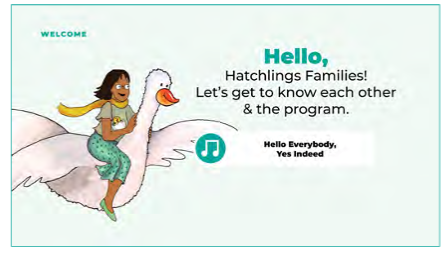 WELCOME
Hello,
Hatchlings Families!
Let's get to know each other
& the program.
Hello Everybody,
Yes Indeed